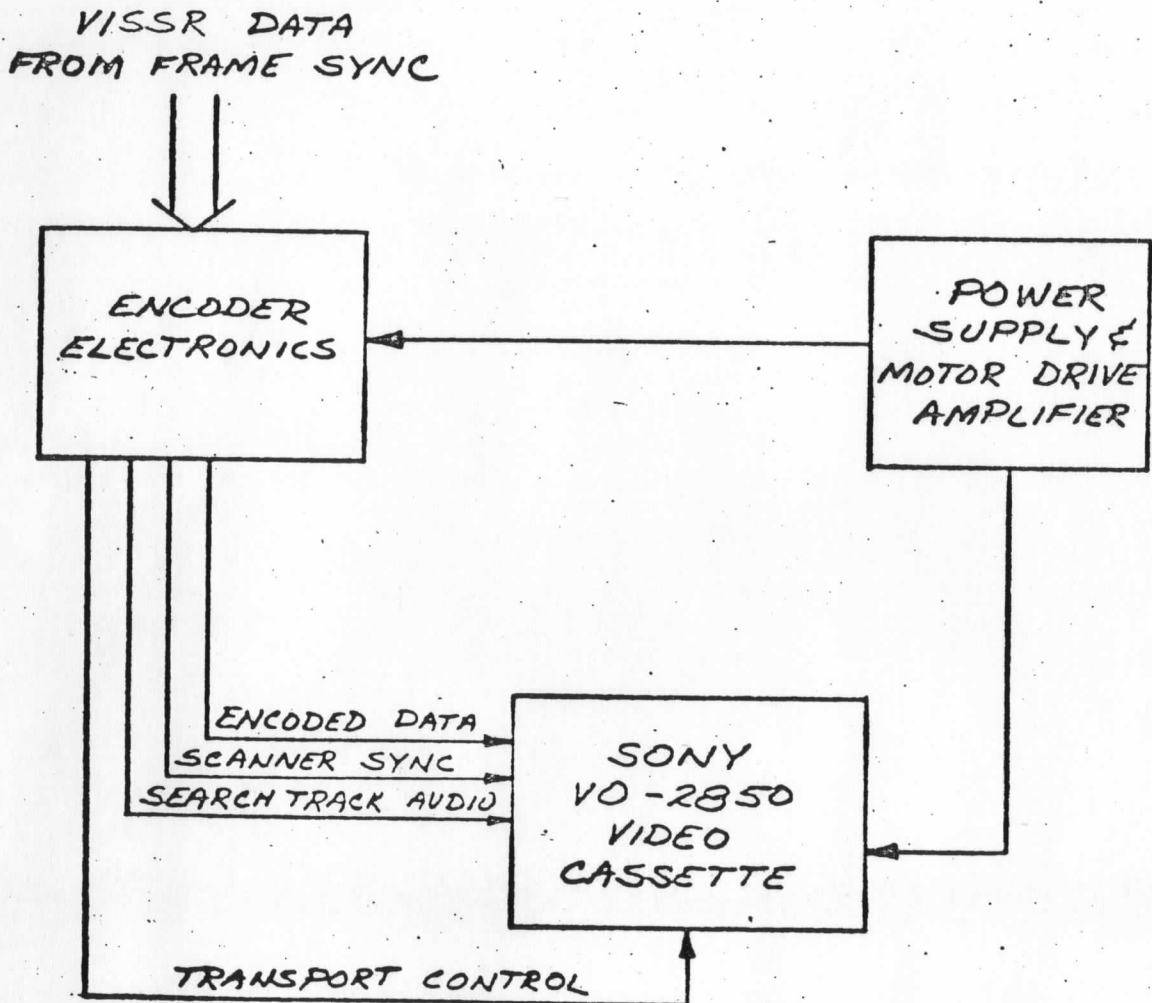 VISSR DATA
FROM FRAME SYNC
ENCODER
ELECTRONICS
POWER
SUPPLY &
MOTOR DRIVE
AMPLIFIER
ENCODED DATA
SCANNER SYNC
SEARCH TRACK AUDIO
SONY
VO-2850
VIDEO
CASSETTE
TRANSPORT CONTROL